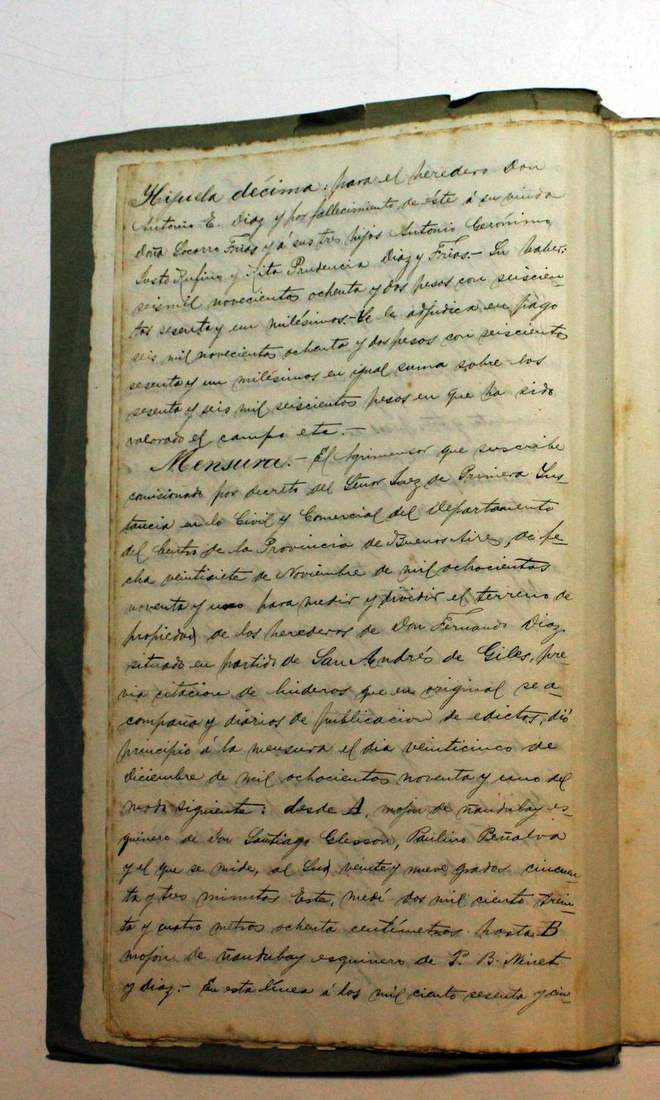 Hijuela décima: para el heredero Don
Antonio E. Diaz y por fallecimiento de éste á su viuda
Doña Socorro Frias y á sus tres hijos Antonio Gerónimo,
Justo Rufino y Rita Prudencia Diaz y Frias.- Su haber:
seismil novecientos ochenta y dos pesos con seiscien-
tos sesenta y un milésimos.- Se le adjudica en pago
seis mil novecientos ochenta y dos pesos con seiscientos
sesenta y un milésimos en igual suma sobre los
sesenta y seis mil seiscientos pesos en que ha sido
valorado el campo etc.-
Mensura.- El Agrimensor que suscribe
comisionado por decreto del Señor Juez de Primera Ins-
tancia en lo Civil y Comercial del Departamento
del Centro de la Provincia de Buenos Aires, de fe-
cha veintisiete de Noviembre de mil ochocientos
noventa y uno para medir y dividir el terreno de
propiedad de los herederos de Don Fernando Diaz,
situado en partido de San Andrés de Giles, pre-
via citacion de linderos que en original se a-
compaña y diarios de publicacion de edictos, dió
principio á la mensura el dia veinticinco de
diciembre de mil ochocientos noventa y uno del
modo siguiente: desde A, mojon de ñandubay es-
quinero de Don Santiago Glesson, Paulino Peñalva
y el que se mide, al Sud veinte y nueve grados cincuen-
ta y tres minutos Este, medí dos mil ciento trein-
ta y cuatro metros ochenta centímetros hasta B
mojon de ñandubay esquinero de P. B. Minet
y Diaz.- En esta línea á los mil ciento sesenta y cin-